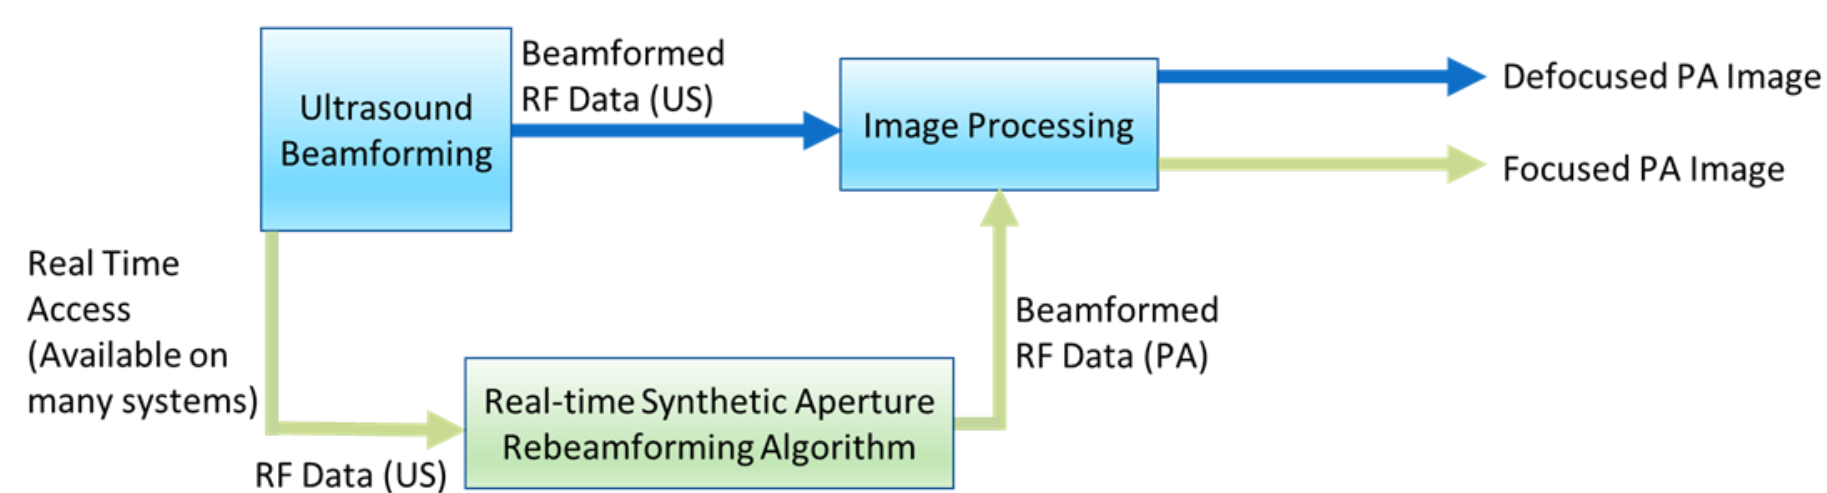 Ultrasound
Beamforming
Beamformed
RF Data (US)
Image Processing
Defocused PA Image
Focused PA Image
Real Time
Access
(Available on
many systems)
RF Data (US)
Real-time Synthetic Aperture
Rebeamforming Algorithm
Beamformed
RF Data (PA)